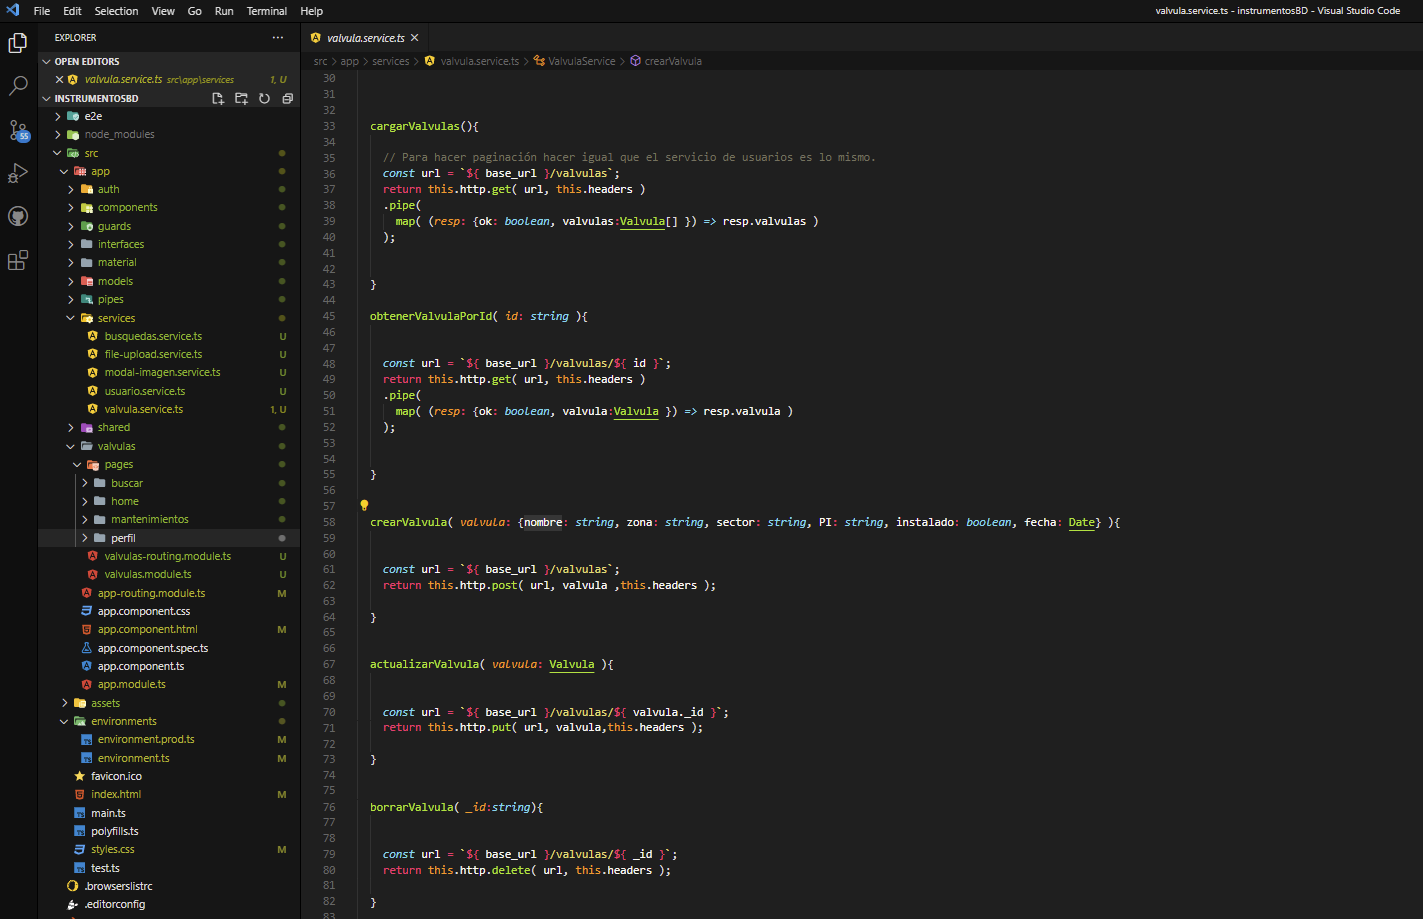 File Edit Selection View Go Run Terminal Help
valvula.service.ts - instrumentosBD - Visual Studio Code
EXPLORER ...
OPEN EDITORS
valvula.service.ts src\app\services 1, U
INSTRUMENTOSBD
e2e
node_modules
src
app
auth
components
guards
interfaces
material
models
pipes
services
busquedas.service.ts U
file-upload.service.ts U
modal-imagen.service.ts U
usuario.service.ts U
valvula.service.ts 1, U
shared
valvulas
pages
buscar
home
mantenimientos
perfil
valvulas-routing.module.ts U
valvulas.module.ts U
app-routing.module.ts M
app.component.css
app.component.html M
app.component.spec.ts
app.component.ts
app.module.ts M
assets
environments
environment.prod.ts M
environment.ts M
favicon.ico
index.html M
main.ts
polyfills.ts
styles.css M
test.ts
.browserslistrc
.editorconfig
55
valvula.service.ts
src > app > services > valvula.service.ts > ValvulaService > crearValvula
30
31
32
33 cargarValvulas(){
34
35 // Para hacer paginación hacer igual que el servicio de usuarios es lo mismo.
36 const url = `${ base_url }/valvulas`;
37 return this.http.get( url, this.headers )
38 .pipe(
39 map( (resp: {ok: boolean, valvulas:Valvula[] }) => resp.valvulas )
40 );
41
42
43 }
44
45 obtenerValvulaPorId( id: string ){
46
47
48 const url = `${ base_url }/valvulas/${ id }`;
49 return this.http.get( url, this.headers )
50 .pipe(
51 map( (resp: {ok: boolean, valvula:Valvula }) => resp.valvula )
52 );
53
54
55 }
56
57
58 crearValvula( valvula: {nombre: string, zona: string, sector: string, PI: string, instalado: boolean, fecha: Date} ){
59
60
61 const url = `${ base_url }/valvulas`;
62 return this.http.post( url, valvula ,this.headers );
63
64 }
65
66
67 actualizarValvula( valvula: Valvula ){
68
69
70 const url = `${ base_url }/valvulas/${ valvula._id }`;
71 return this.http.put( url, valvula,this.headers );
72
73 }
74
75
76 borrarValvula( _id:string){
77
78
79 const url = `${ base_url }/valvulas/${ _id }`;
80 return this.http.delete( url, this.headers );
81
82 }
83